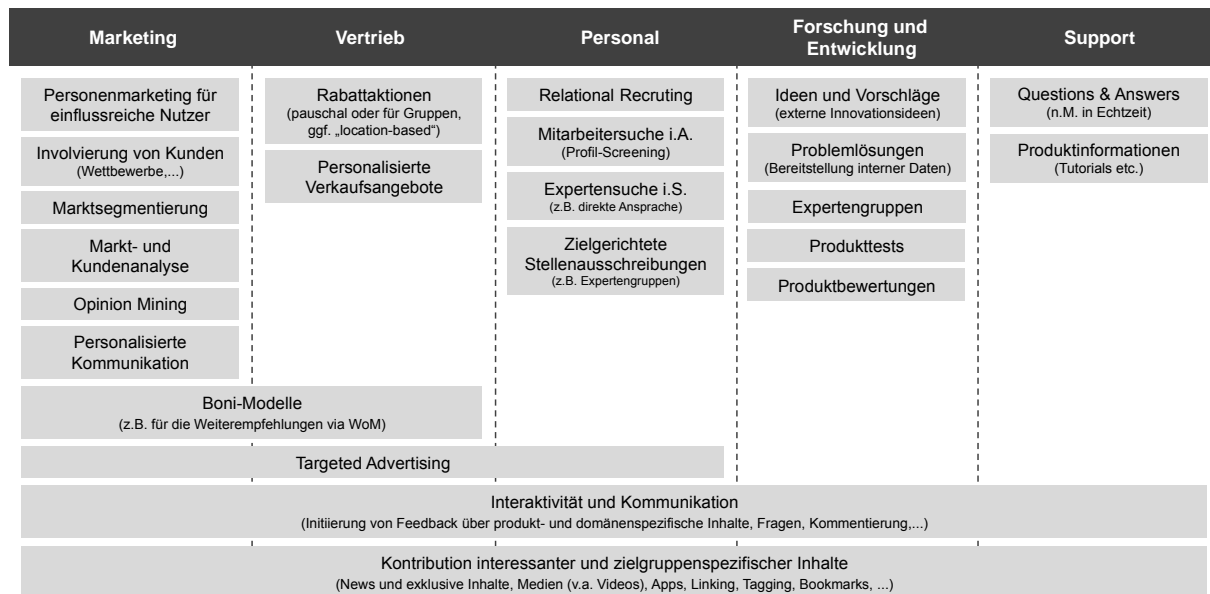 Marketing
Vertrieb
Personal
Forschung und
Entwicklung
Support
Personenmarketing für
einflussreiche Nutzer
Involvierung von Kunden
(Wettbewerbe,...)
Marktsegmentierung
Markt- und
Kundenanalyse
Opinion Mining
Personalisierte
Kommunikation
Rabattaktionen
(pauschal oder für Gruppen,
ggf. „location-based“)
Personalisierte
Verkaufsangebote
Relational Recruting
Mitarbeitersuche i.A.
(Profil-Screening)
Expertensuche i.S.
(z.B. direkte Ansprache)
Zielgerichtete
Stellenausschreibungen
(z.B. Expertengruppen)
Ideen und Vorschläge
(externe Innovationsideen)
Problemlösungen
(Bereitstellung interner Daten)
Expertengruppen
Produkttests
Produktbewertungen
Questions & Answers
(n.M. in Echtzeit)
Produktinformationen
(Tutorials etc.)
Boni-Modelle
(z.B. für die Weiterempfehlungen via WoM)
Targeted Advertising
Interaktivität und Kommunikation
(Initiierung von Feedback über produkt- und domänenspezifische Inhalte, Fragen, Kommentierung,...)
Kontribution interessanter und zielgruppenspezifischer Inhalte
(News und exklusive Inhalte, Medien (v.a. Videos), Apps, Linking, Tagging, Bookmarks, ...)